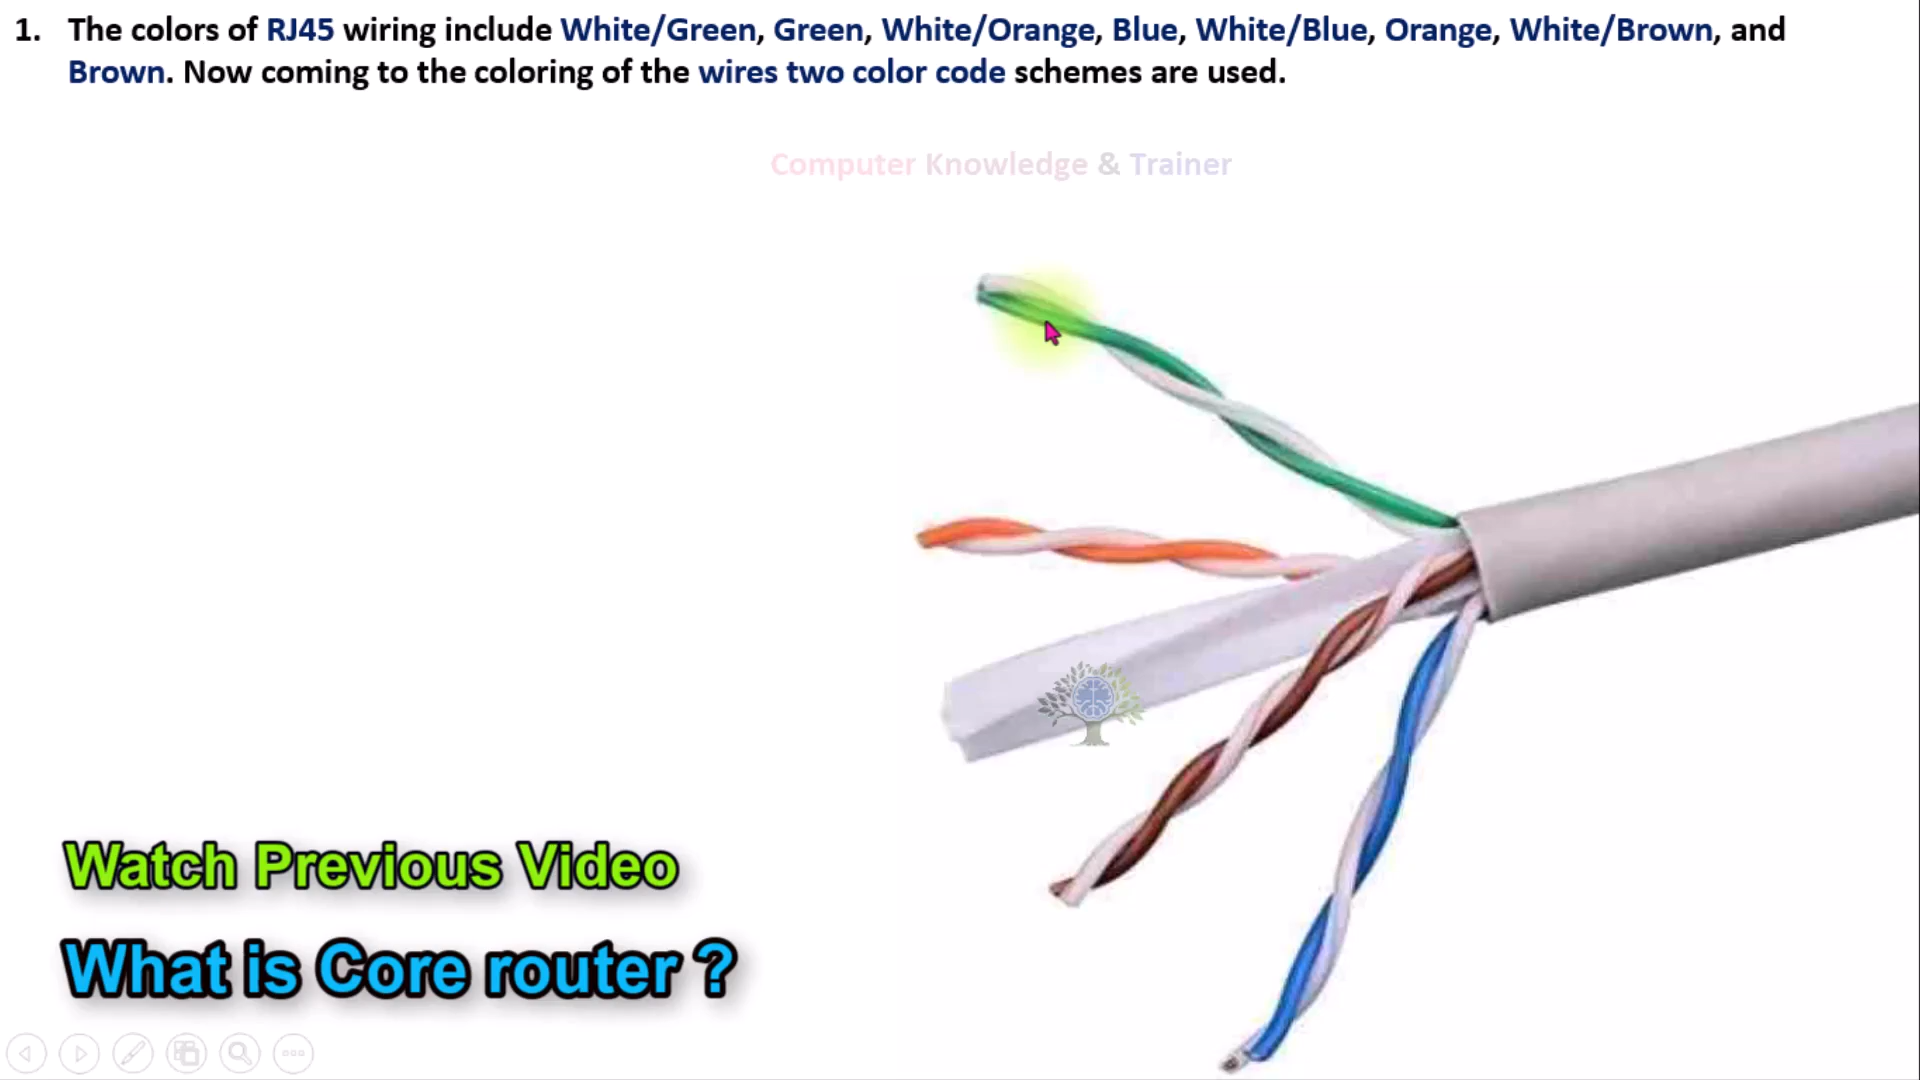 1. The colors of RJ45 wiring include White/Green, Green, White/Orange, Blue, White/Blue, Orange, White/Brown, and
Brown. Now coming to the coloring of the wires two color code schemes are used.
Computer Knowledge & Trainer
Watch Previous Video
What is Core router ?